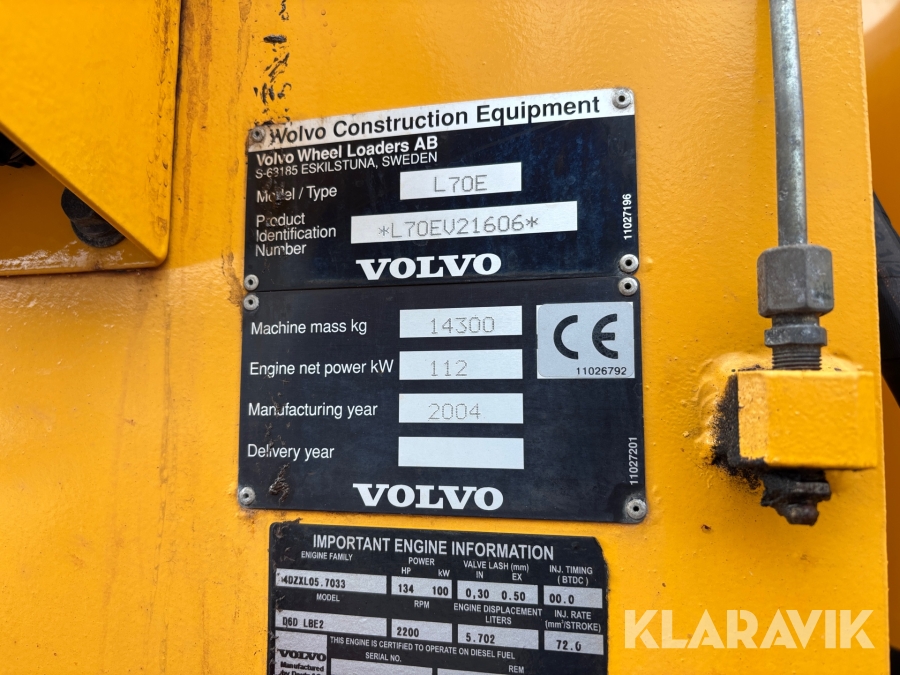 Volvo Construction Equipment
Volvo Wheel Loaders AB
S-63185 ESKILSTUNA, SWEDEN
Model / Type L70E
Product Identification Number *L70EV21606*
11027196
VOLVO
Machine mass kg 14300
Engine net power kW 112
CE
11026792
Manufacturing year 2004
Delivery year
11027201
VOLVO
IMPORTANT ENGINE INFORMATION
ENGINE FAMILY POWER VALVE LASH (mm) INJ. TIMING
HP kW IN EX (BTDC)
4DZXL05.7033 134 100 0,30 0.50 00.0
MODEL RPM ENGINE DISPLACEMENT LITERS INJ. RATE (mm³/STROKE)
D6D LBE2 2200 5.702 72.0
THIS ENGINE IS CERTIFIED TO OPERATE ON DIESEL FUEL
VOLVO SERIAL NO. REM
Manufactured
KLARAVIK